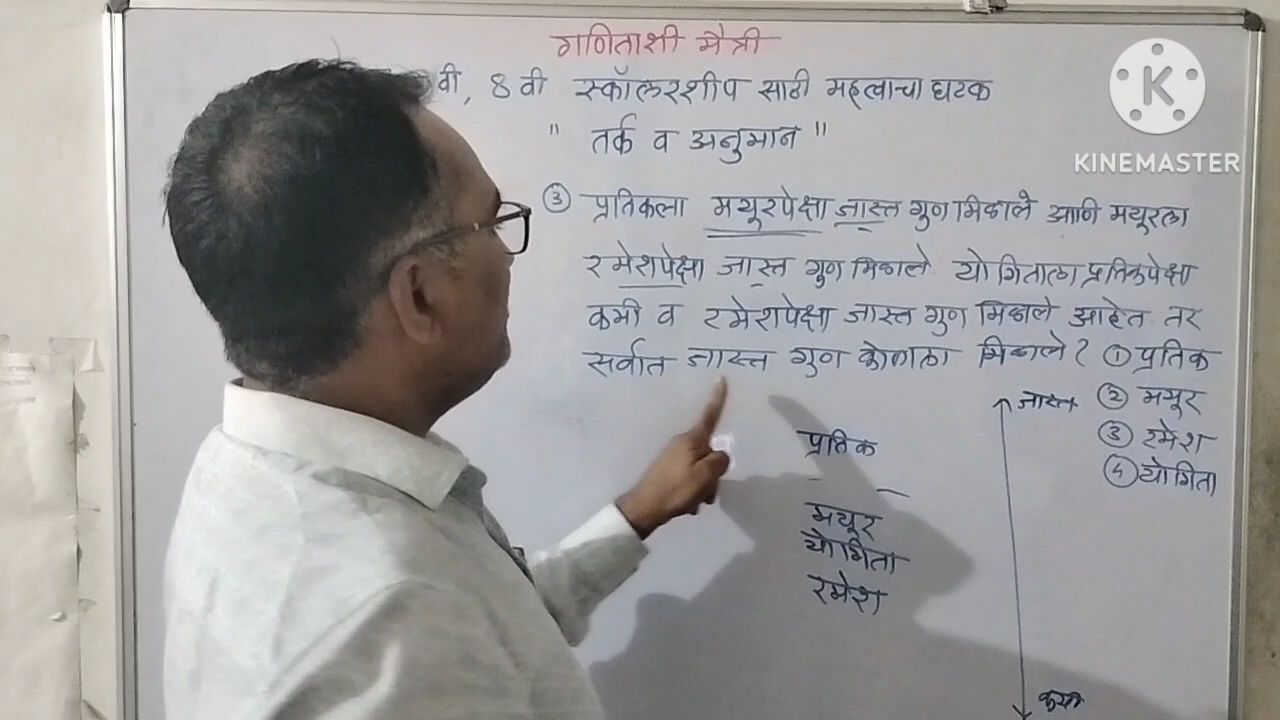 गणिताशी मैत्री
वी, 8 वी स्कॉलरशीप साठी महत्वाचा घटक
" तर्क व अनुमान "
③ प्रतिकला मयूरपेक्षा जास्त गुण मिळाले आणि मयूरला
रमेशपेक्षा जास्त गुण मिळाले योगिताला प्रतिकपेक्षा
कमी व रमेशपेक्षा जास्त गुण मिळाले आहेत तर
सर्वात जास्त गुण कोणाला मिळाले? ① प्रतिक
② मयूर
③ रमेश
④ योगिता
जास्त
प्रतिक
मयूर
योगिता
रमेश
कमी
KINEMASTER